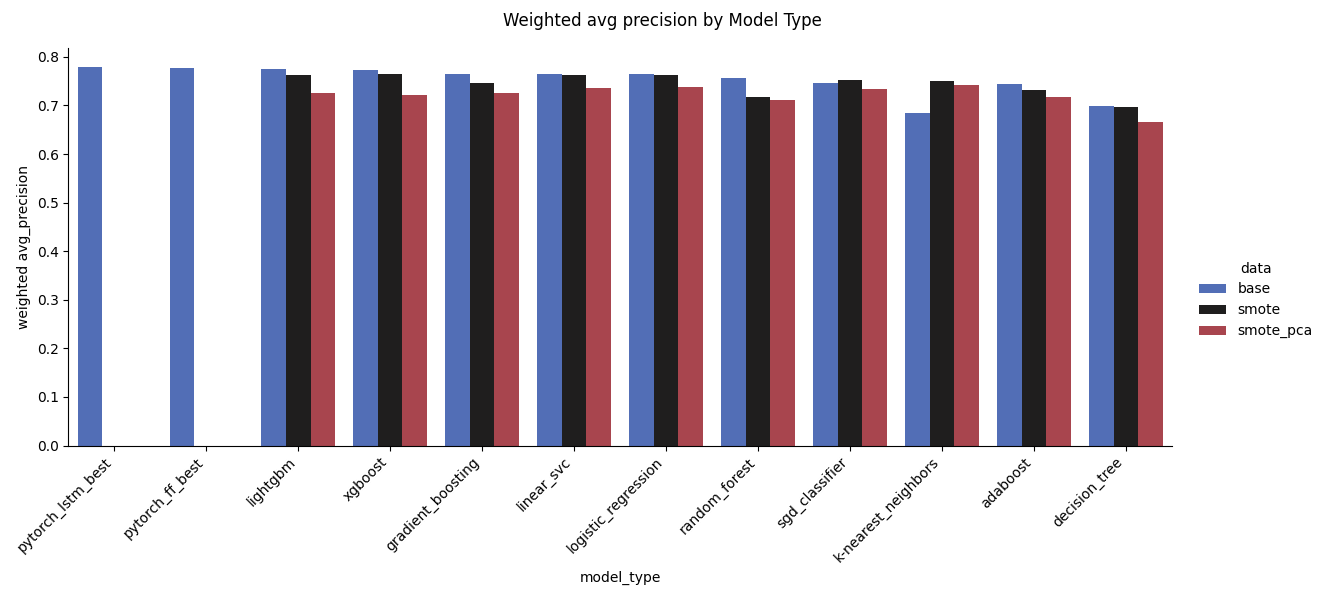 Weighted avg precision by Model Type
weighted avg_precision
0.8
0.7
0.6
0.5
0.4
0.3
0.2
0.1
0.0
pytorch_lstm_best
pytorch_ff_best
lightgbm
xgboost
gradient_boosting
linear_svc
logistic_regression
random_forest
sgd_classifier
k-nearest_neighbors
adaboost
decision_tree
model_type
data
base
smote
smote_pca